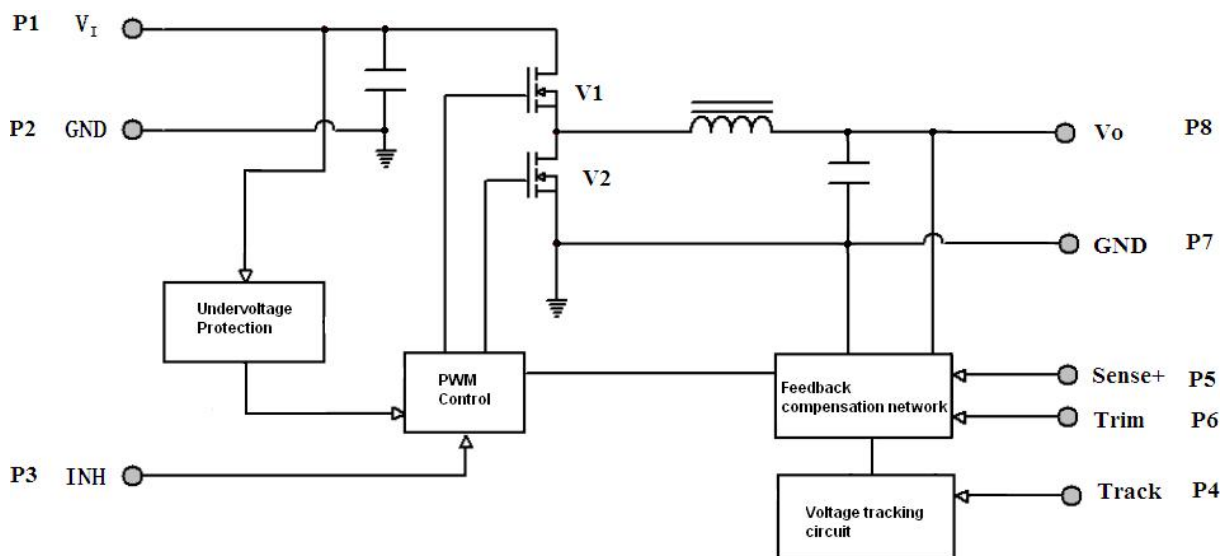 P1 VI
V1
P2 GND
Vo P8
V2
GND P7
Undervoltage
Protection
PWM
Control
Feedback
compensation network
Sense+ P5
Trim P6
P3 INH
Track P4
Voltage tracking
circuit